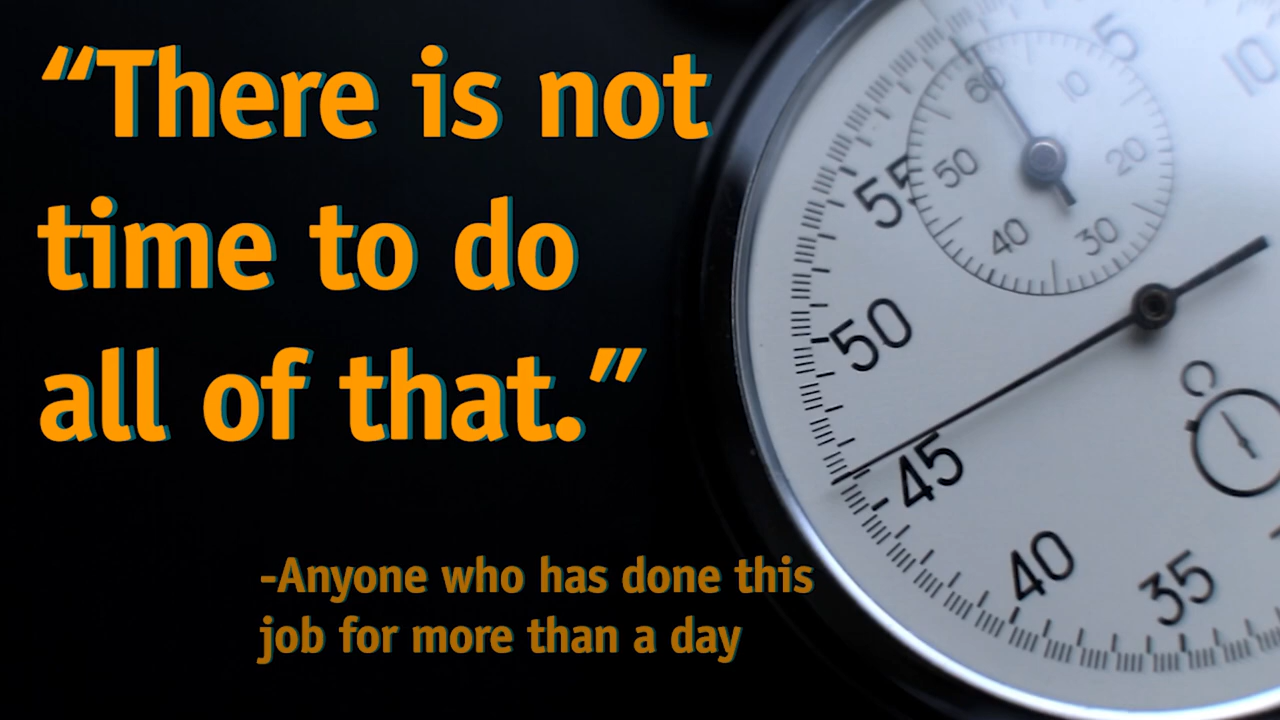 “There is not
time to do
all of that.”
-Anyone who has done this
job for more than a day
5
10
55
50
45
40
35
60
10
20
30
40
50